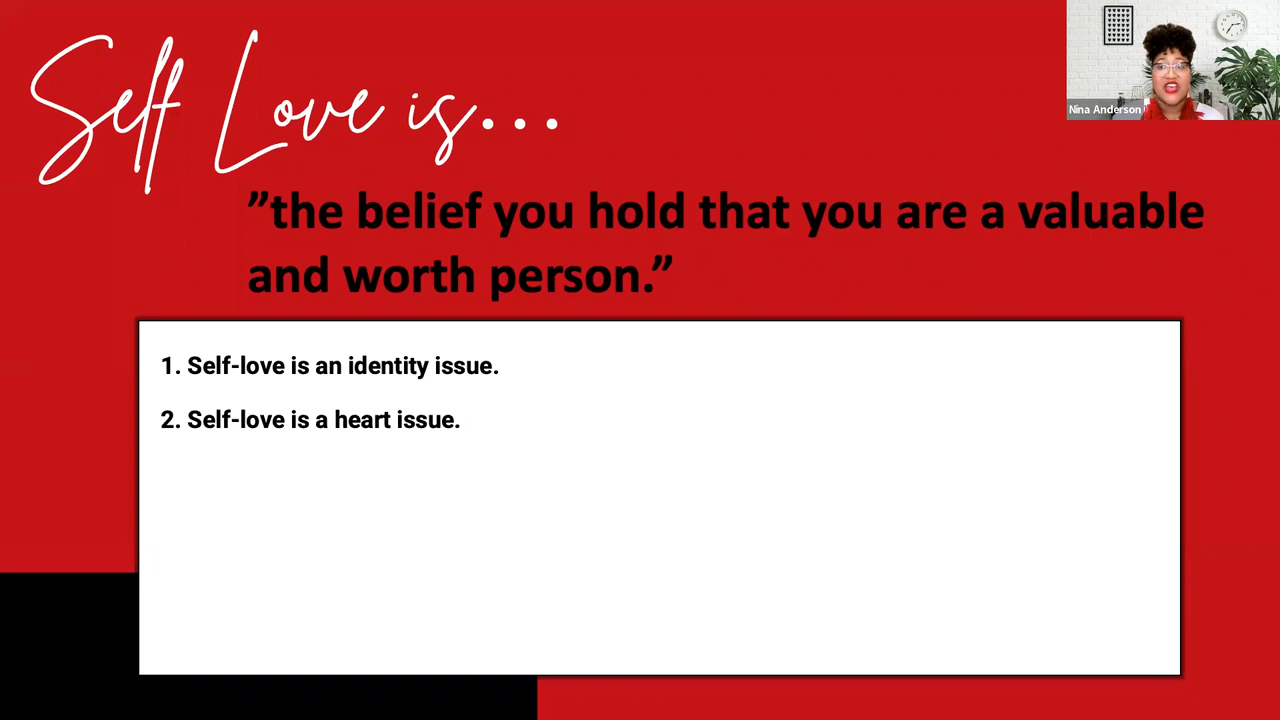 Self Love is...
”the belief you hold that you are a valuable
and worth person.”
1. Self-love is an identity issue.
2. Self-love is a heart issue.
Nina Anderson